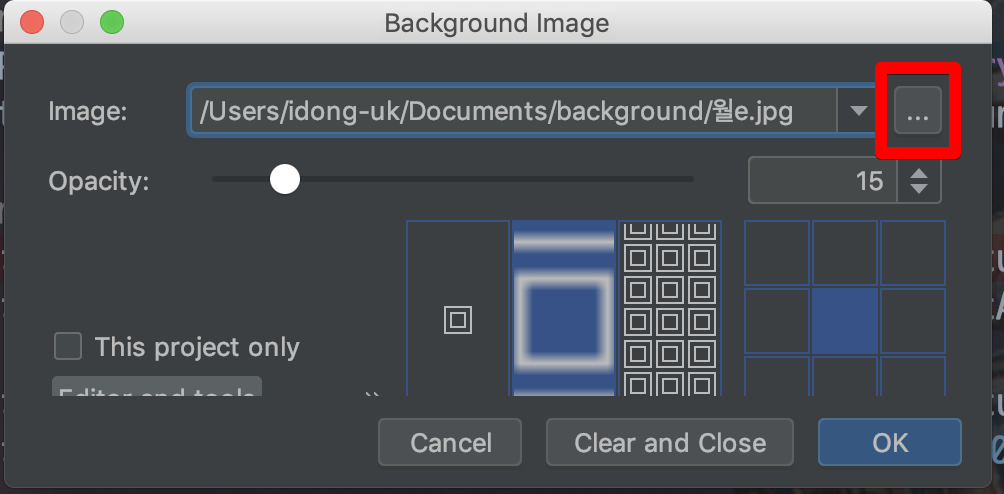 Background Image
Image: /Users/idong-uk/Documents/background/월e.jpg ...
Opacity: 15
This project only
Editor and tools »
Cancel Clear and Close OK